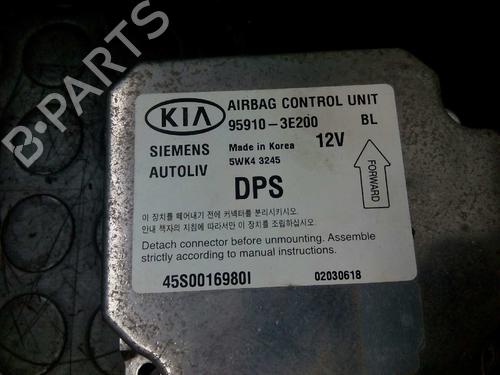 B-PARTS
KIA
AIRBAG CONTROL UNIT
95910-3E200 BL
SIEMENS
AUTOLIV
Made in Korea
5WK4 3245
12V
DPS
FORWARD
이 장치를 떼어내기 전에 커넥터를 분리시키시오.
안내 책자의 지침에 따라서만 이 장치를 조립하십시오.
Detach connector before unmounting. Assemble
strictly according to manual instructions.
45S0016980I 02030618